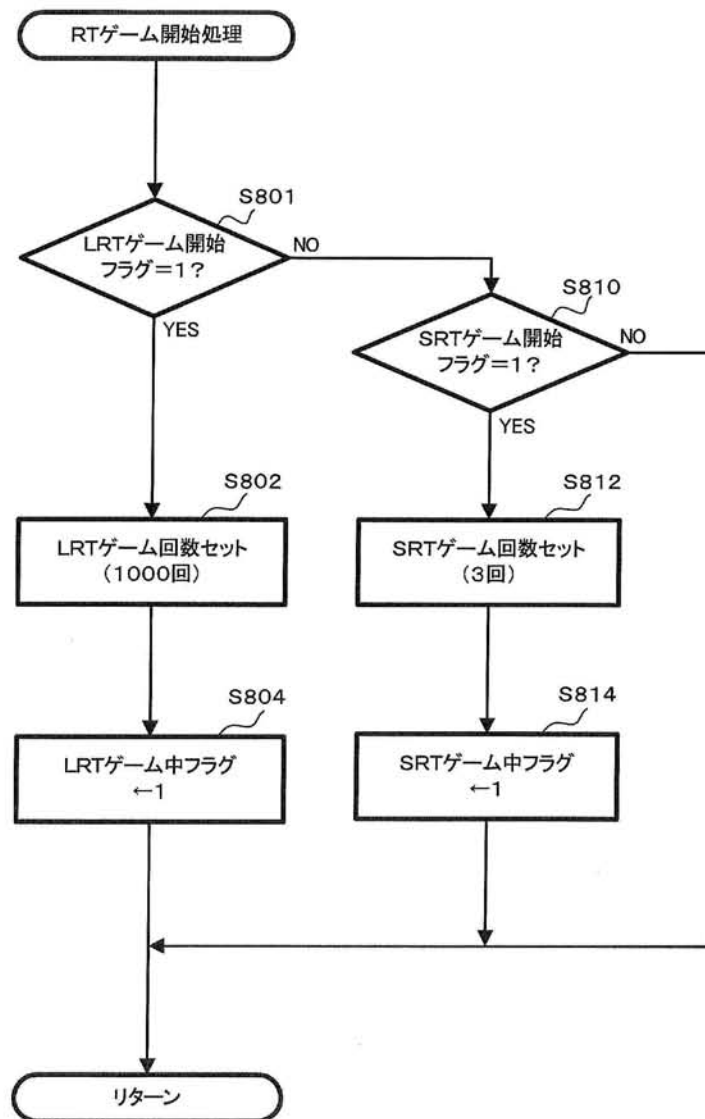 RTゲーム開始処理
S801
LRTゲーム開始
フラグ=1?
NO
YES
S810
SRTゲーム開始
フラグ=1?
NO
YES
S802
LRTゲーム回数セット
(1000回)
S812
SRTゲーム回数セット
(3回)
S804
LRTゲーム中フラグ
←1
S814
SRTゲーム中フラグ
←1
リターン